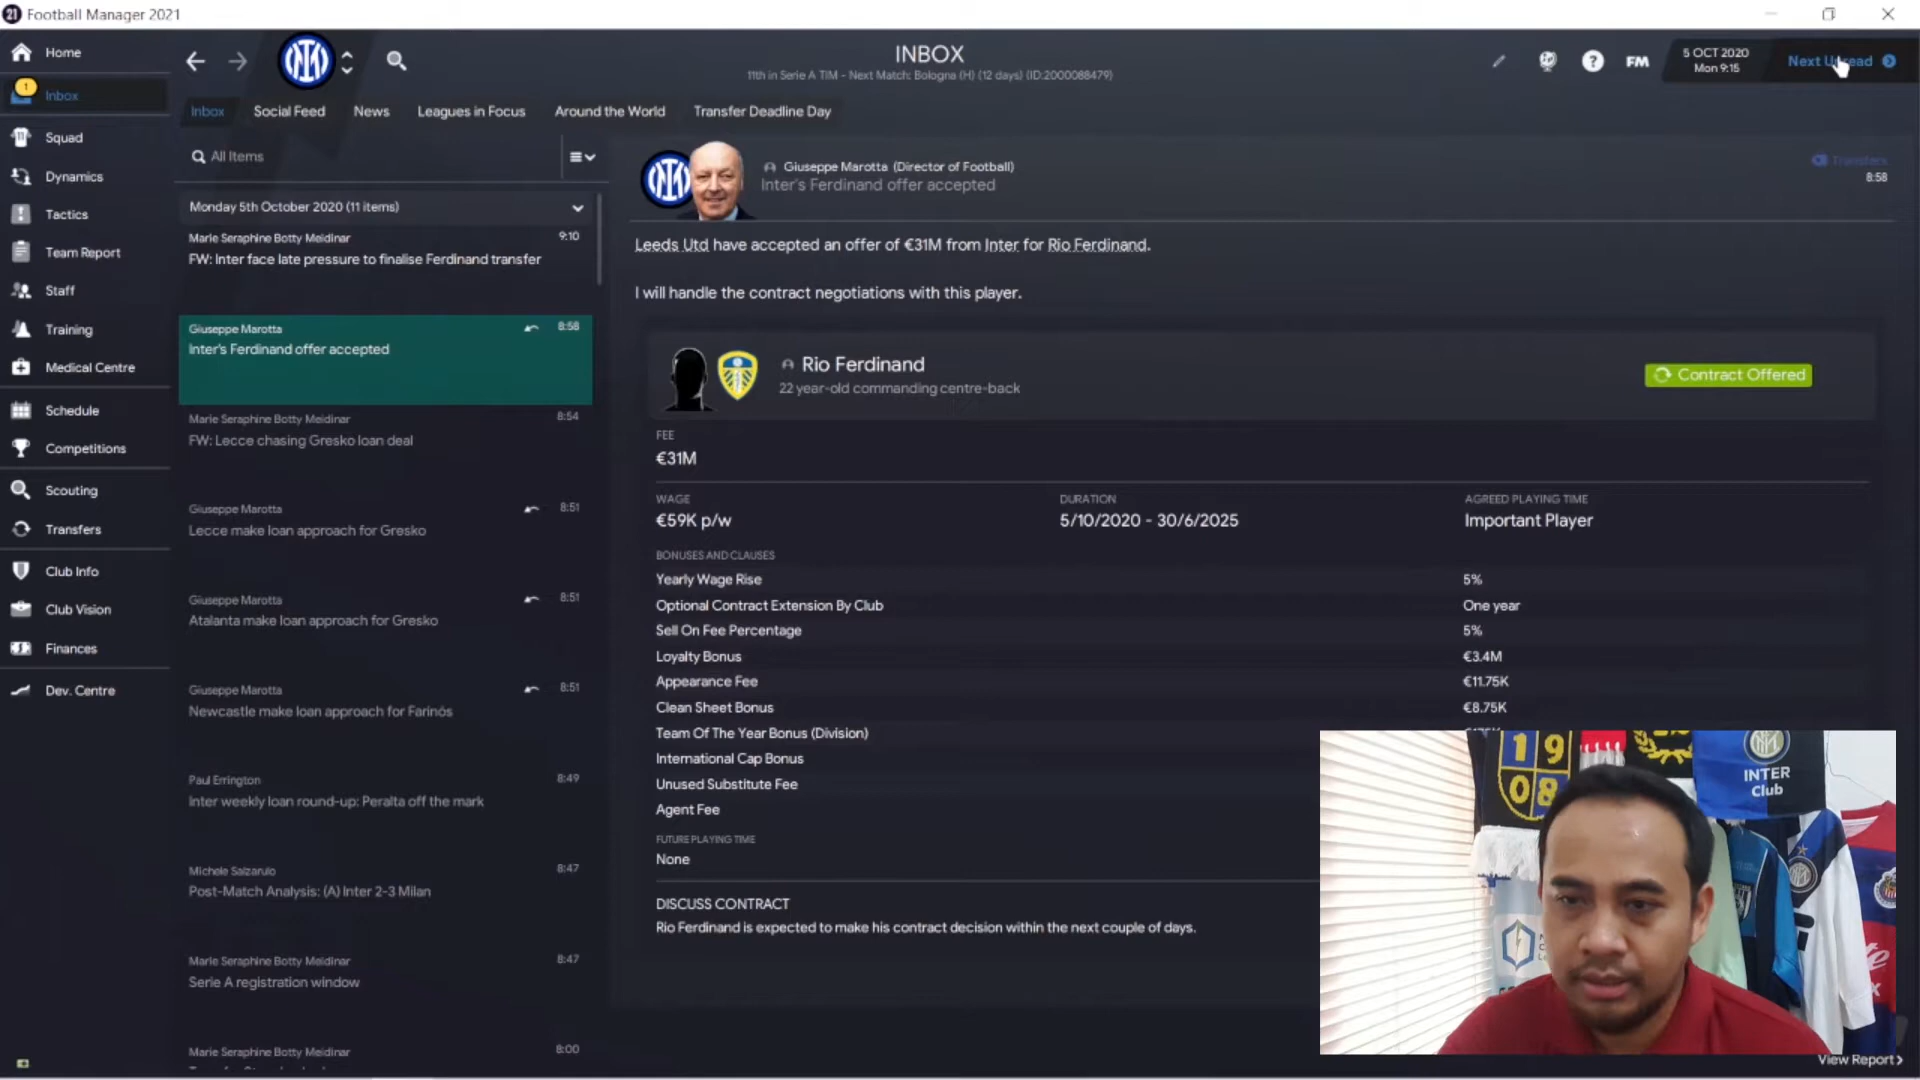 21 Football Manager 2021
Home
1
Inbox
Squad
Dynamics
Tactics
Team Report
Staff
Training
Medical Centre
Schedule
Competitions
Scouting
Transfers
Club Info
Club Vision
Finances
Dev. Centre
INBOX
11th in Serie A TIM - Next Match: Bologna (H) (12 days) (ID:2000088479)
FM
5 OCT 2020
Mon 9:15
Next Unread
Inbox Social Feed News Leagues in Focus Around the World Transfer Deadline Day
All Items
Monday 5th October 2020 (11 items)
Marie Seraphine Botty Meidinar 9:10
FW: Inter face late pressure to finalise Ferdinand transfer
Giuseppe Marotta 8:58
Inter's Ferdinand offer accepted
Marie Seraphine Botty Meidinar 8:54
FW: Lecce chasing Gresko loan deal
Giuseppe Marotta 8:51
Lecce make loan approach for Gresko
Giuseppe Marotta 8:51
Atalanta make loan approach for Gresko
Giuseppe Marotta 8:51
Newcastle make loan approach for Farinós
Paul Errington 8:49
Inter weekly loan round-up: Peralta off the mark
Michele Salzarulo 8:47
Post-Match Analysis: (A) Inter 2-3 Milan
Marie Seraphine Botty Meidinar 8:47
Serie A registration window
Marie Seraphine Botty Meidinar 8:00
Giuseppe Marotta (Director of Football)
Inter's Ferdinand offer accepted
Transfers
8:58
Leeds Utd have accepted an offer of €31M from Inter for Rio Ferdinand.
I will handle the contract negotiations with this player.
Rio Ferdinand
22 year-old commanding centre-back
Contract Offered
FEE
€31M
WAGE DURATION AGREED PLAYING TIME
€59K p/w 5/10/2020 - 30/6/2025 Important Player
BONUSES AND CLAUSES
Yearly Wage Rise 5%
Optional Contract Extension By Club One year
Sell On Fee Percentage 5%
Loyalty Bonus €3.4M
Appearance Fee €11.75K
Clean Sheet Bonus €8.75K
Team Of The Year Bonus (Division)
International Cap Bonus
Unused Substitute Fee
Agent Fee
FUTURE PLAYING TIME
None
DISCUSS CONTRACT
Rio Ferdinand is expected to make his contract decision within the next couple of days.
19
08
INTER
Club
View Report